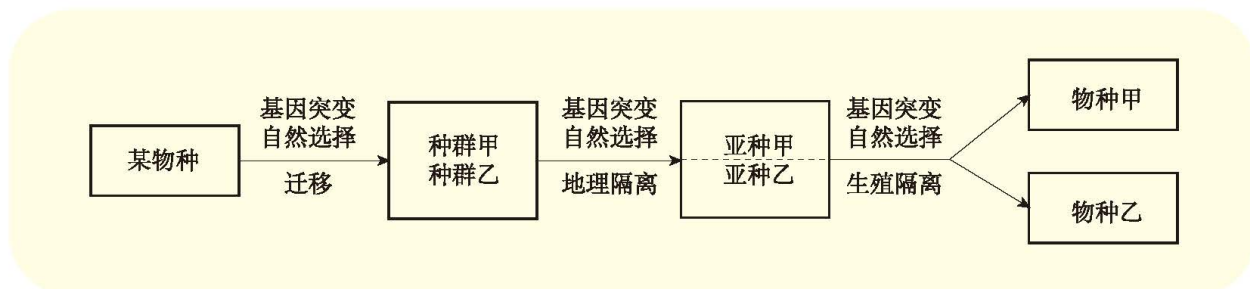 某物种
基因突变
自然选择
迁移
种群甲
种群乙
基因突变
自然选择
地理隔离
亚种甲
亚种乙
基因突变
自然选择
生殖隔离
物种甲
物种乙